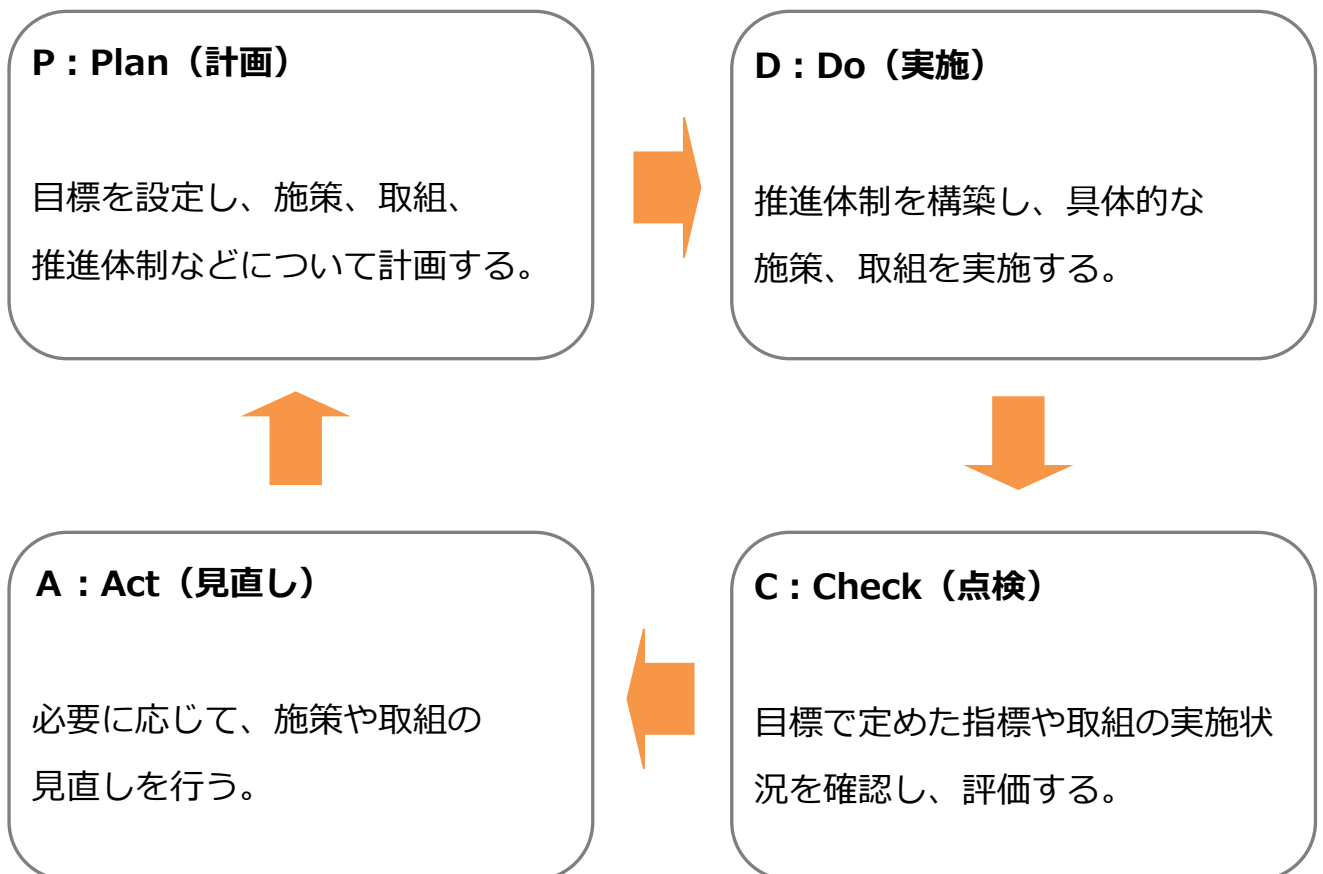 P：Plan（計画）
目標を設定し、施策、取組、
推進体制などについて計画する。
D：Do（実施）
推進体制を構築し、具体的な
施策、取組を実施する。
A：Act（見直し）
必要に応じて、施策や取組の
見直しを行う。
C：Check（点検）
目標で定めた指標や取組の実施状
況を確認し、評価する。